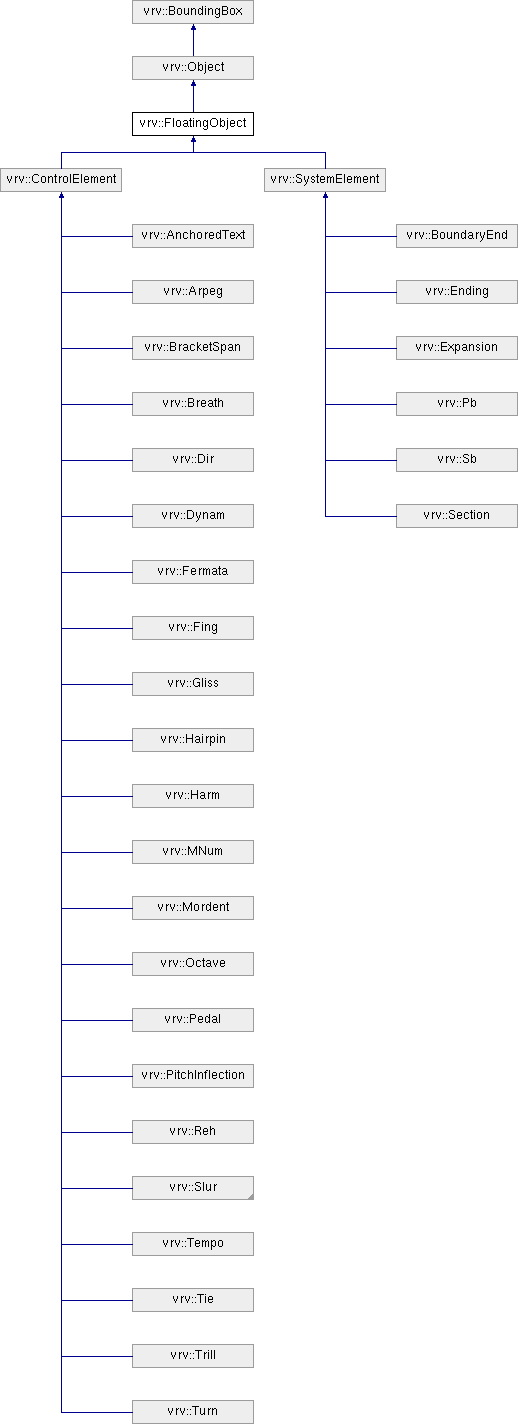 vrv::BoundingBox
vrv::Object
vrv::FloatingObject
vrv::ControlElement
vrv::SystemElement
vrv::AnchoredText
vrv::BoundaryEnd
vrv::Arpeg
vrv::Ending
vrv::BracketSpan
vrv::Expansion
vrv::Breath
vrv::Pb
vrv::Dir
vrv::Sb
vrv::Dynam
vrv::Section
vrv::Fermata
vrv::Fing
vrv::Gliss
vrv::Hairpin
vrv::Harm
vrv::MNum
vrv::Mordent
vrv::Octave
vrv::Pedal
vrv::PitchInflection
vrv::Reh
vrv::Slur
vrv::Tempo
vrv::Tie
vrv::Trill
vrv::Turn